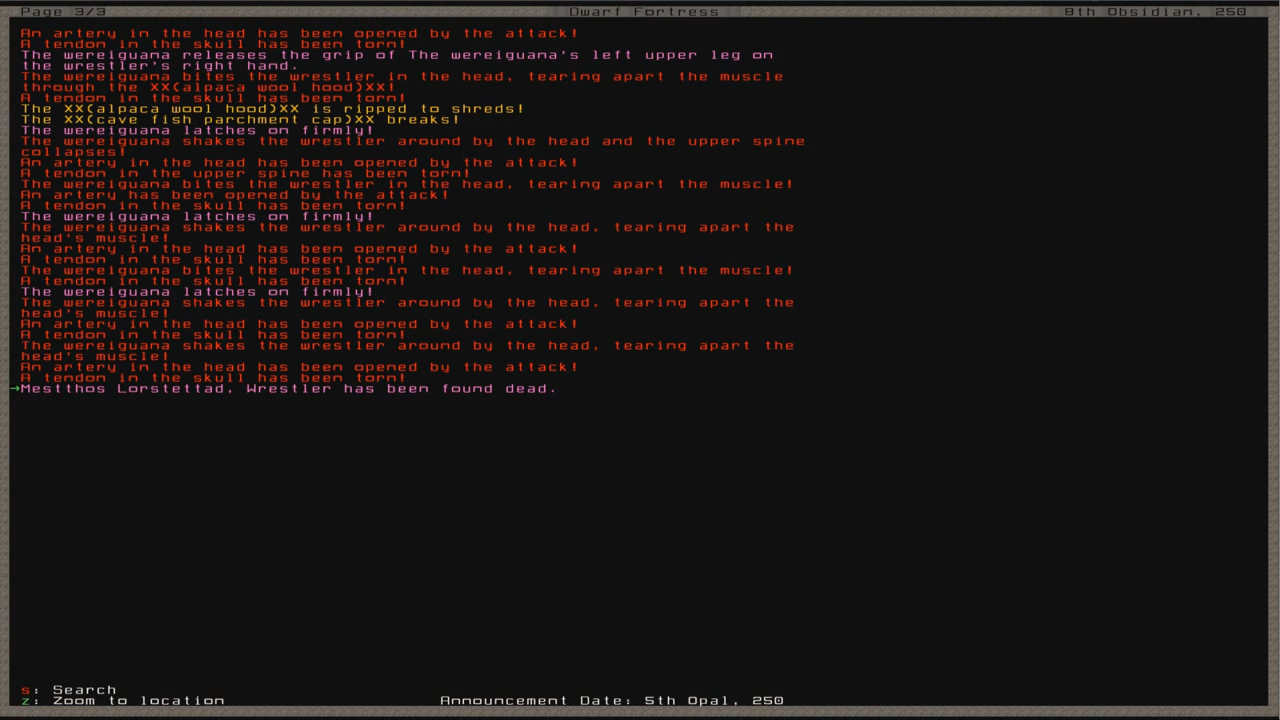 Page 3/3 Dwarf Fortress 8th Obsidian, 250
An artery in the head has been opened by the attack!
A tendon in the skull has been torn!
The wereiguana releases the grip of The wereiguana's left upper leg on
the wrestler's right hand.
The wereiguana bites the wrestler in the head, tearing apart the muscle
through the XX(alpaca wool hood)XX!
A tendon in the skull has been torn!
The XX(alpaca wool hood)XX is ripped to shreds!
The XX(cave fish parchment cap)XX breaks!
The wereiguana latches on firmly!
The wereiguana shakes the wrestler around by the head and the upper spine
collapses!
An artery in the head has been opened by the attack!
A tendon in the upper spine has been torn!
The wereiguana bites the wrestler in the head, tearing apart the muscle!
An artery has been opened by the attack!
A tendon in the skull has been torn!
The wereiguana latches on firmly!
The wereiguana shakes the wrestler around by the head, tearing apart the
head's muscle!
An artery in the head has been opened by the attack!
A tendon in the skull has been torn!
The wereiguana bites the wrestler in the head, tearing apart the muscle!
A tendon in the skull has been torn!
The wereiguana latches on firmly!
The wereiguana shakes the wrestler around by the head, tearing apart the
head's muscle!
An artery in the head has been opened by the attack!
A tendon in the skull has been torn!
The wereiguana shakes the wrestler around by the head, tearing apart the
head's muscle!
An artery in the head has been opened by the attack!
A tendon in the skull has been torn!
→Mestthos Lorstettad, Wrestler has been found dead.
s: Search
z: Zoom to location Announcement Date: 5th Opal, 250